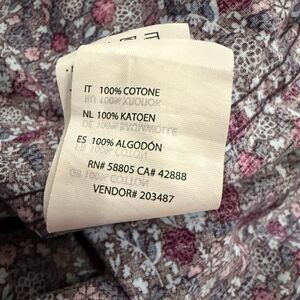 IT 100% COTONE
NL 100% KATOEN
ES 100% ALGODÓN
RN# 58805 CA# 42888
VENDOR# 203487